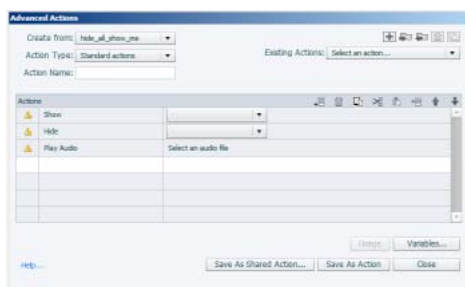 Advanced Actions
Create from: hide_all_show_me
Action Type: Standard actions
Existing Actions: Select an action...
Action Name:
Actions
Show
Hide
Play Audio Select an audio file
Usage Variables...
Help... Save As Shared Action... Save As Action Close